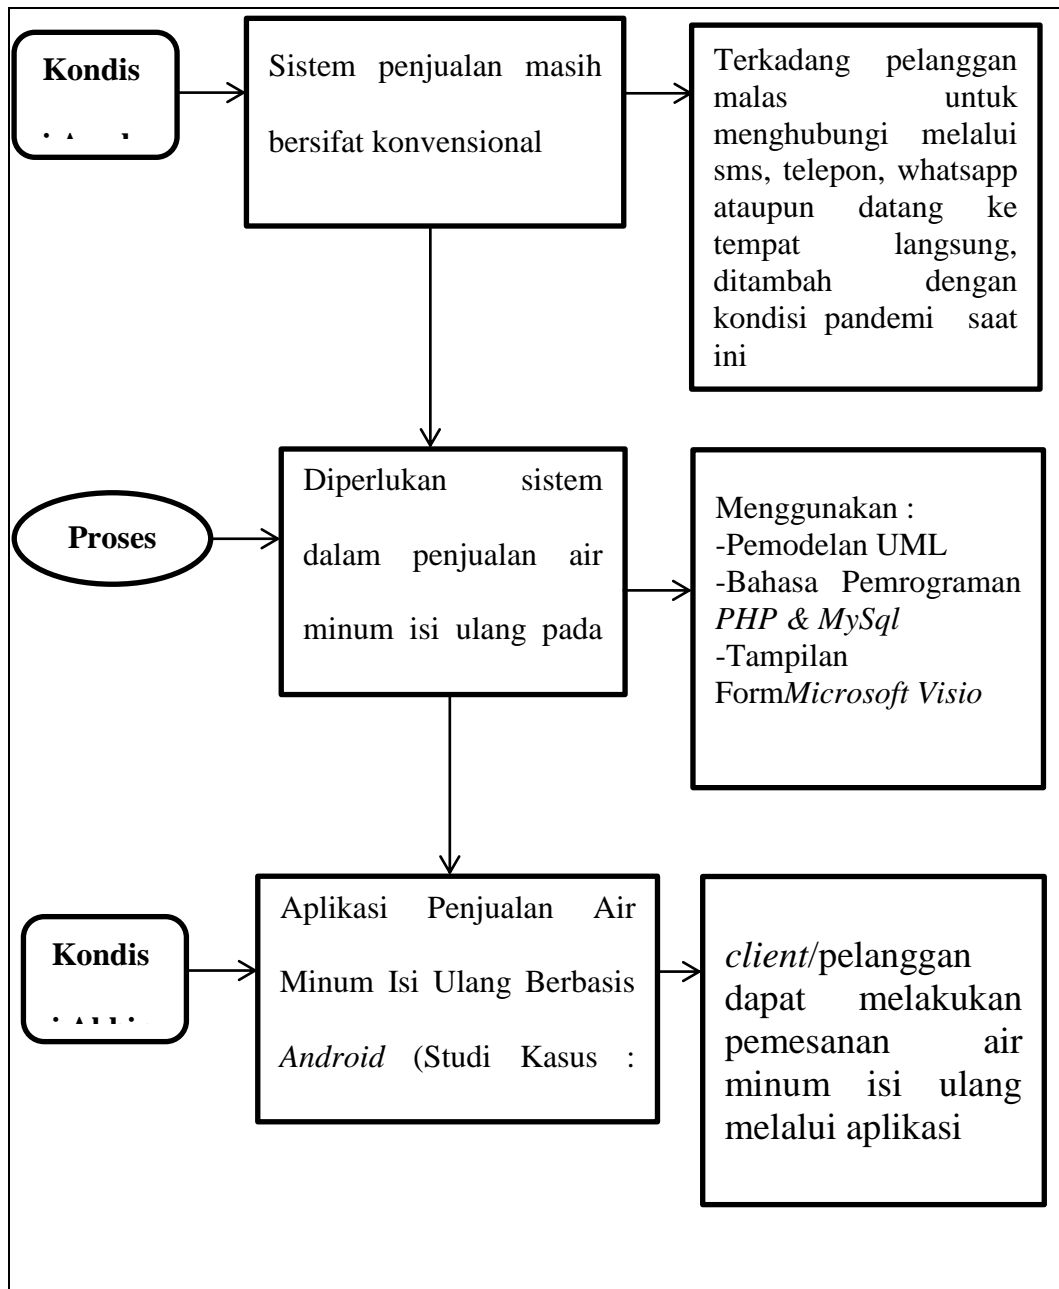 Kondis
Sistem penjualan masih
bersifat konvensional
Terkadang pelanggan
malas untuk
menghubungi melalui
sms, telepon, whatsapp
ataupun datang ke
tempat langsung,
ditambah dengan
kondisi pandemi saat
ini
Proses
Diperlukan sistem
dalam penjualan air
minum isi ulang pada
Menggunakan :
-Pemodelan UML
-Bahasa Pemrograman
PHP & MySql
-Tampilan
FormMicrosoft Visio
Kondis
Aplikasi Penjualan Air
Minum Isi Ulang Berbasis
Android (Studi Kasus :
client/pelanggan
dapat melakukan
pemesanan air
minum isi ulang
melalui aplikasi